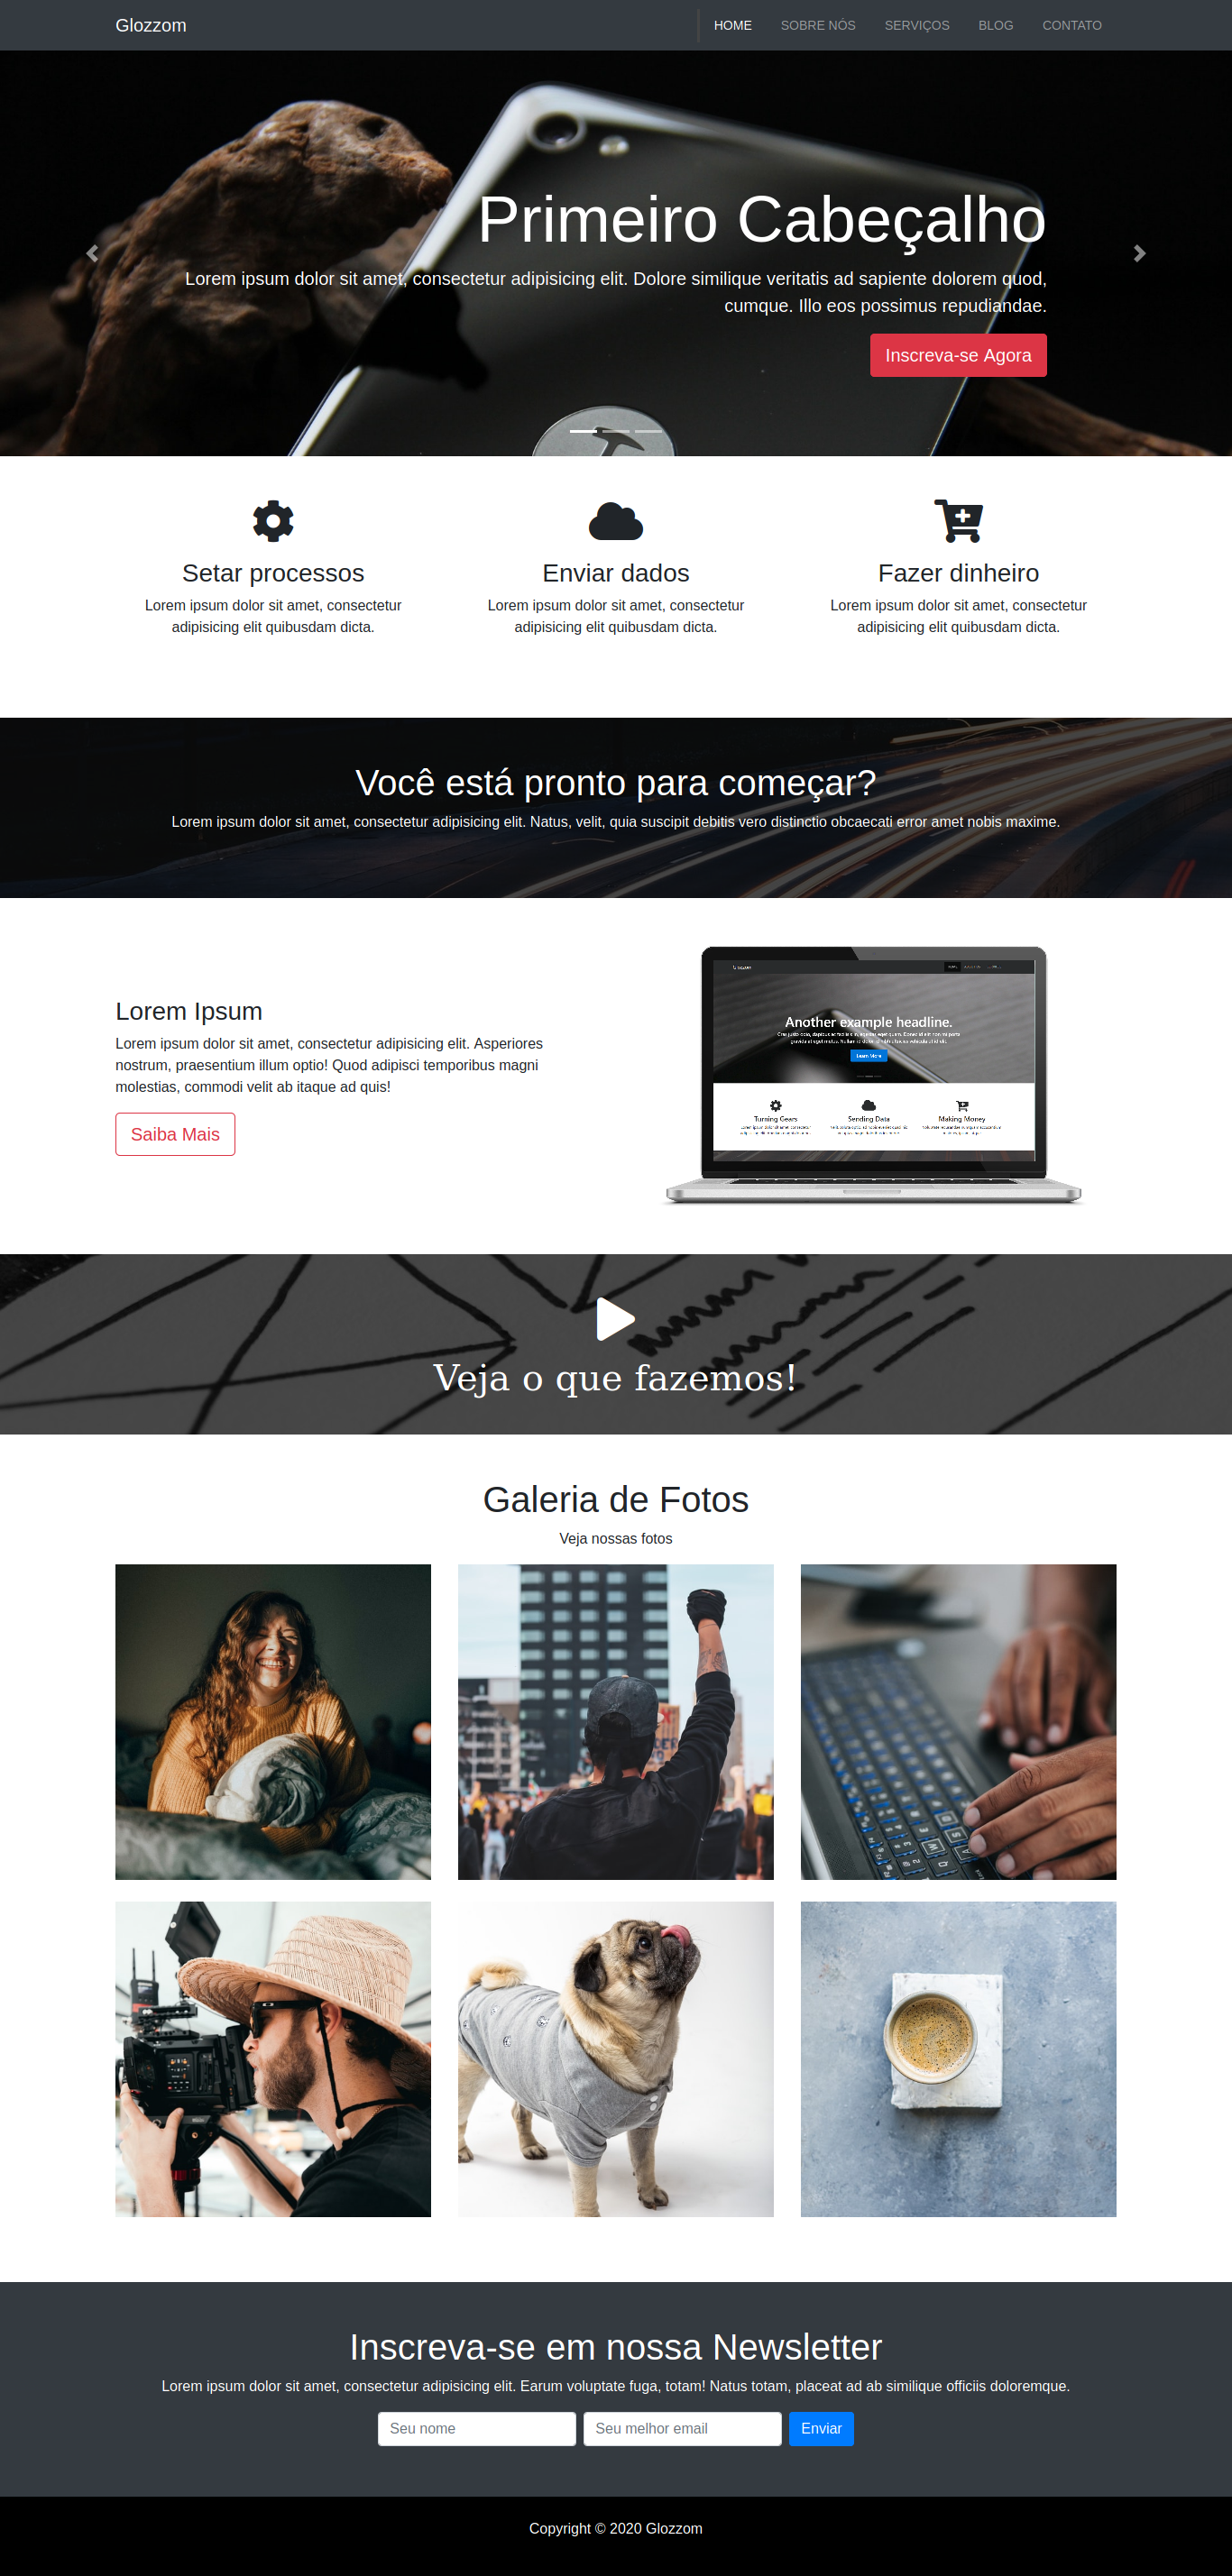 Glozzom
HOME SOBRE NÓS SERVIÇOS BLOG CONTATO
Primeiro Cabeçalho
Lorem ipsum dolor sit amet, consectetur adipisicing elit. Dolore similique veritatis ad sapiente dolorem quod,
cumque. Illo eos possimus repudiandae.
Inscreva-se Agora
Setar processos
Lorem ipsum dolor sit amet, consectetur
adipisicing elit quibusdam dicta.
Enviar dados
Lorem ipsum dolor sit amet, consectetur
adipisicing elit quibusdam dicta.
Fazer dinheiro
Lorem ipsum dolor sit amet, consectetur
adipisicing elit quibusdam dicta.
Você está pronto para começar?
Lorem ipsum dolor sit amet, consectetur adipisicing elit. Natus, velit, quia suscipit debitis vero distinctio obcaecati error amet nobis maxime.
Lorem Ipsum
Lorem ipsum dolor sit amet, consectetur adipisicing elit. Asperiores
nostrum, praesentium illum optio! Quod adipisci temporibus magni
molestias, commodi velit ab itaque ad quis!
Saiba Mais
Another example headline.
Learn More
Turning Gears
Sending Data
Making Money
Veja o que fazemos!
Galeria de Fotos
Veja nossas fotos
Inscreva-se em nossa Newsletter
Lorem ipsum dolor sit amet, consectetur adipisicing elit. Earum voluptate fuga, totam! Natus totam, placeat ad ab similique officiis doloremque.
Seu nome
Seu melhor email
Enviar
Copyright © 2020 Glozzom